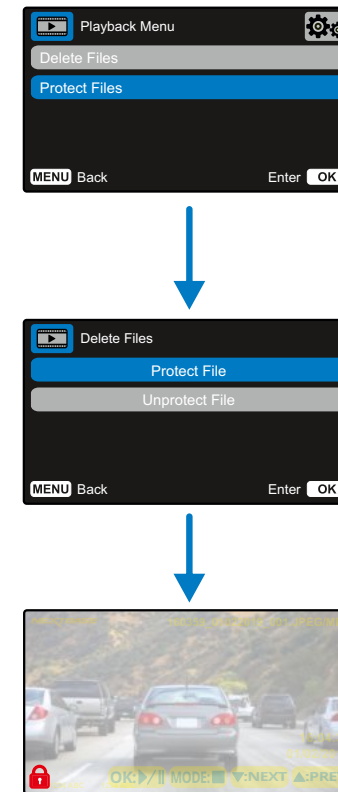 Playback Menu
Delete Files
Protect Files
MENU Back Enter OK
Delete Files
Protect File
Unprotect File
MENU Back Enter OK
OK: MODE: ▼:NEXT ▲:PRE